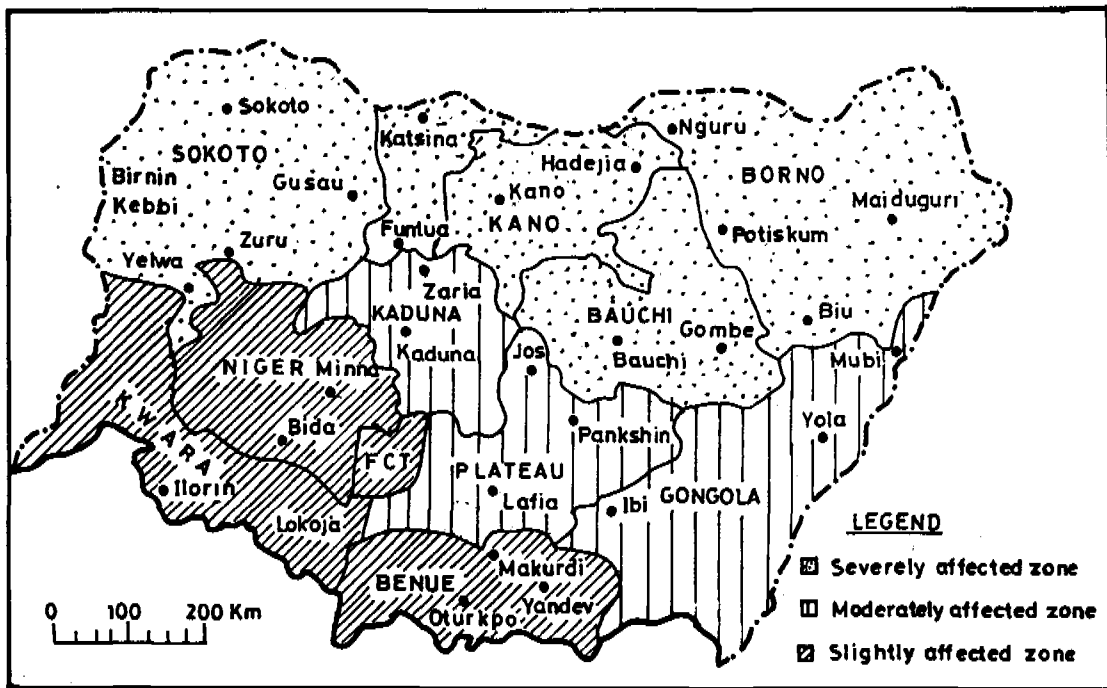 Sokoto
Katsina
Nguru
SOKOTO
Hadejia
BORNO
Birnin
Kebbi
Gusau
Kano
KANO
Maiduguri
Funtua
Potiskum
Zuru
Yelwa
Zaria
KADUNA
Kaduna
BAUCHI
Gombe
Biu
Bauchi
Jos
Mubi
NIGER Minna
KWARA
Bida
Pankshin
Yola
FCT
PLATEAU
Ilorin
Lafia
Ibi
GONGOLA
Lokoja
LEGEND
Makurdi
BENUE
Yandev
Oturkpo
0 100 200 Km
Severely affected zone
Moderately affected zone
Slightly affected zone